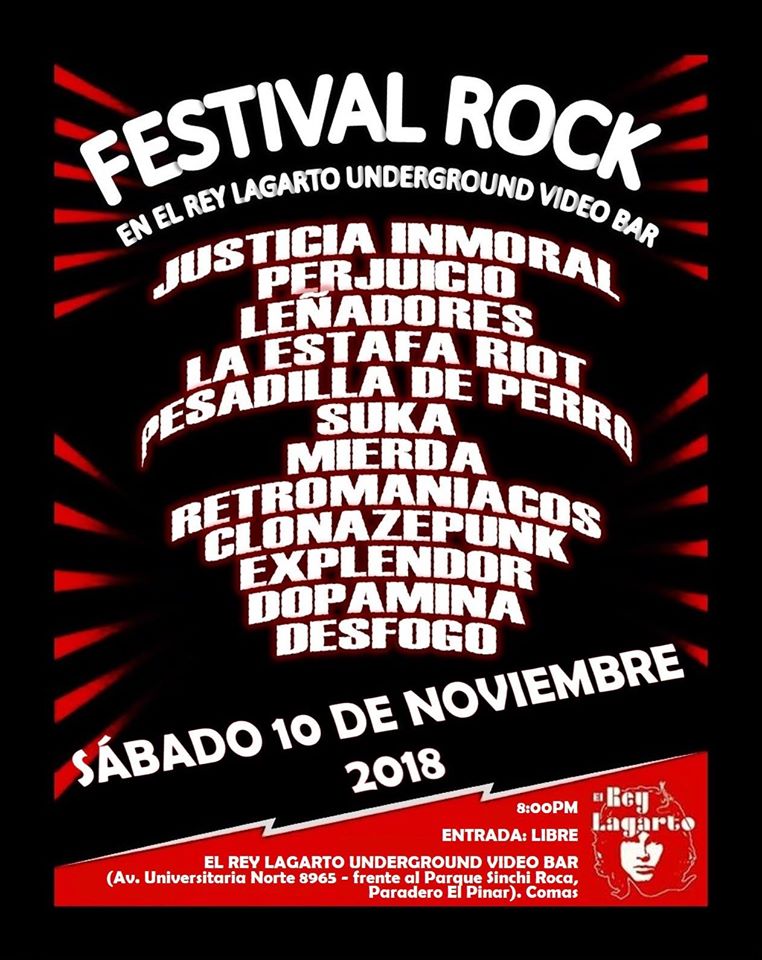 FESTIVAL ROCK
EN EL REY LAGARTO UNDERGROUND VIDEO BAR
JUSTICIA INMORAL
PERJUICIO
LEÑADORES
LA ESTAFA RIOT
PESADILLA DE PERRO
SUKA
MIERDA
RETROMANIACOS
CLONAZEPUNK
EXPLENDOR
DOPAMINA
DESFOGO
SÁBADO 10 DE NOVIEMBRE
2018
8:00PM
ENTRADA: LIBRE
EL REY LAGARTO UNDERGROUND VIDEO BAR
(Av. Universitaria Norte 8965 - frente al Parque Sinchi Roca,
Paradero El Pinar). Comas
El Rey
Lagarto